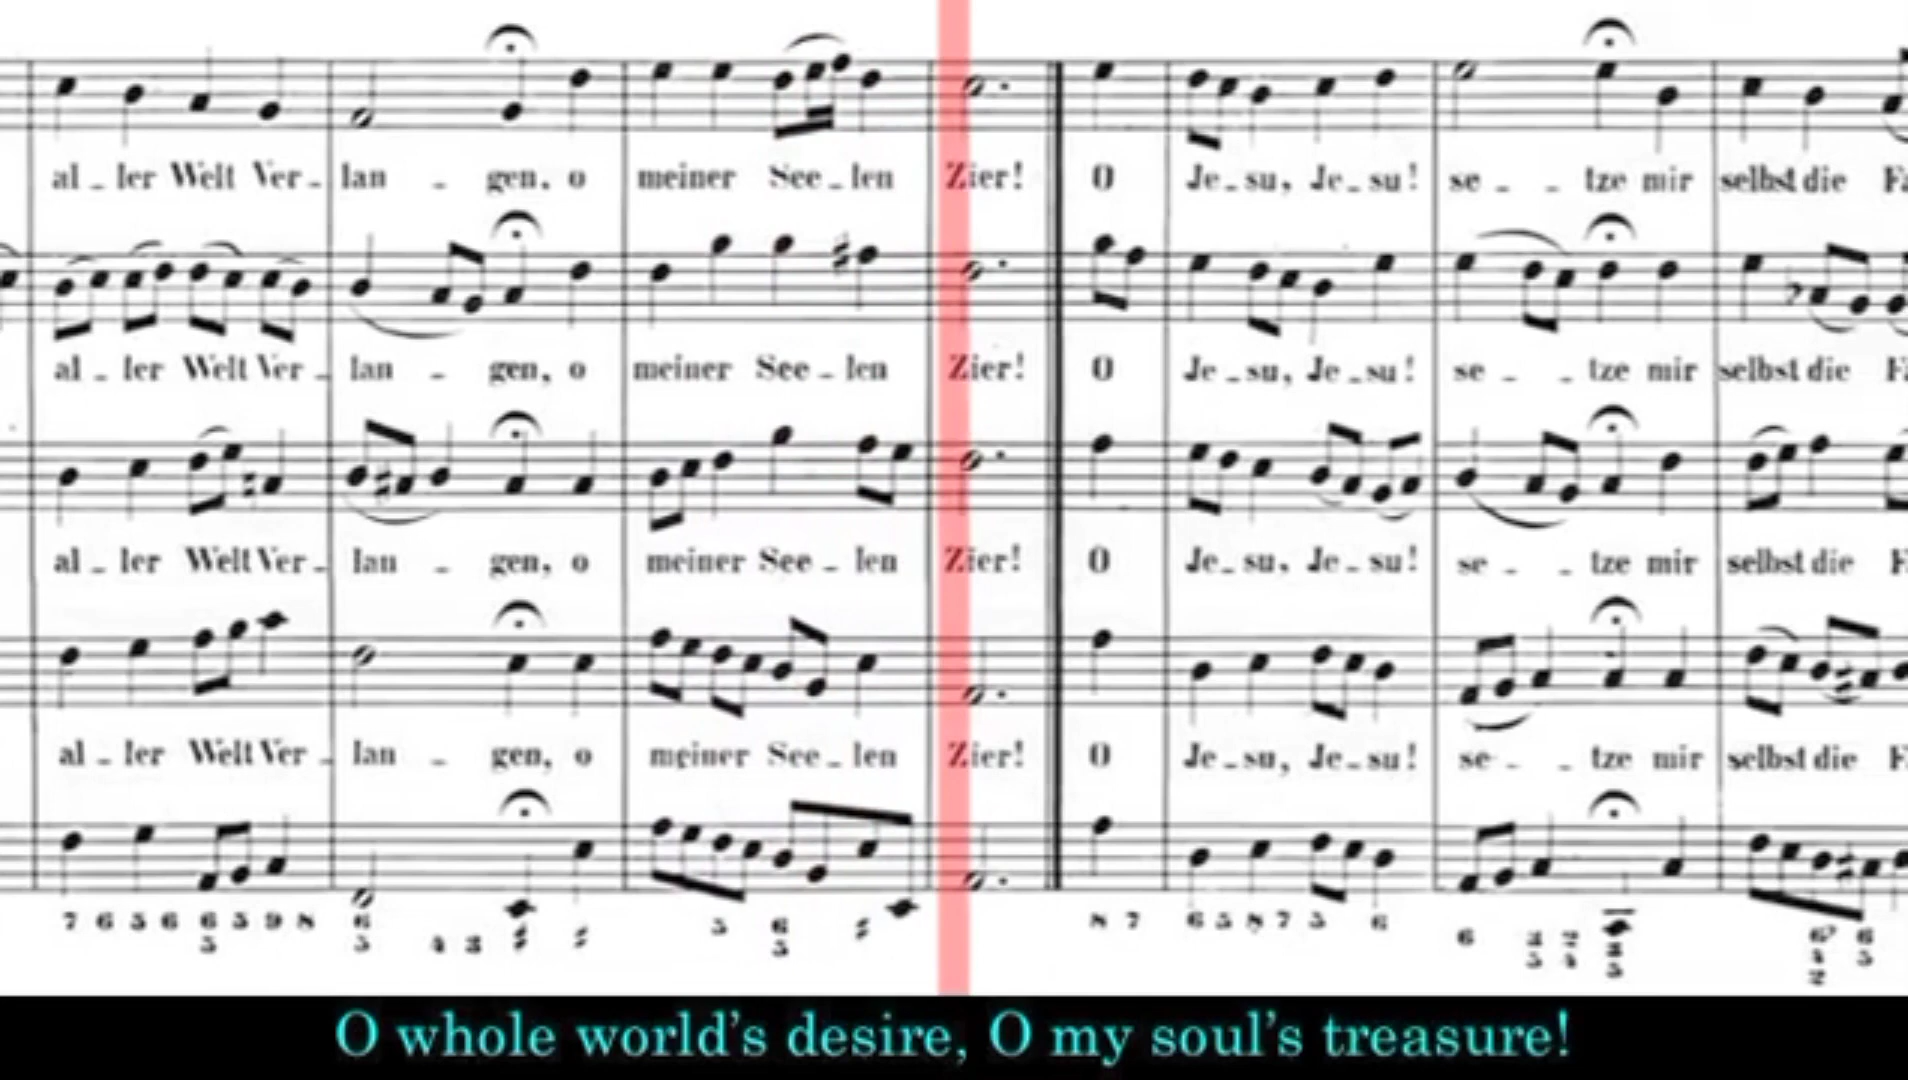 al - ler Welt Ver - lan - gen, o meiner See - len Zier! O Je - su, Je - su! se - - tze mir selbst die
al - ler Welt Ver - lan - gen, o meiner See - len Zier! O Je - su, Je - su! se - - tze mir selbst die
al - ler Welt Ver - lan - gen, o meiner See - len Zier! O Je - su, Je - su! se - - tze mir selbst die
al - ler Welt Ver - lan - gen, o meiner See - len Zier! O Je - su, Je - su! se - - tze mir selbst die
O whole world's desire, O my soul's treasure!